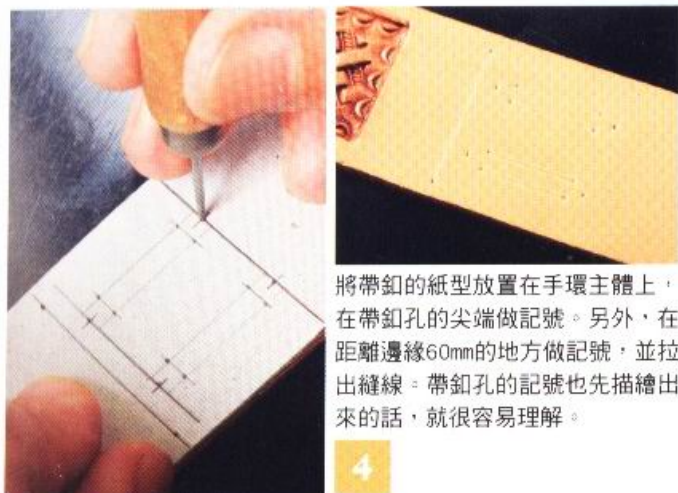 將帶釦的紙型放置在手環主體上，
在帶釦孔的尖端做記號。另外，在
距離邊緣60mm的地方做記號，並拉
出縫線。帶釦孔的記號也先描繪出
來的話，就很容易理解。
4